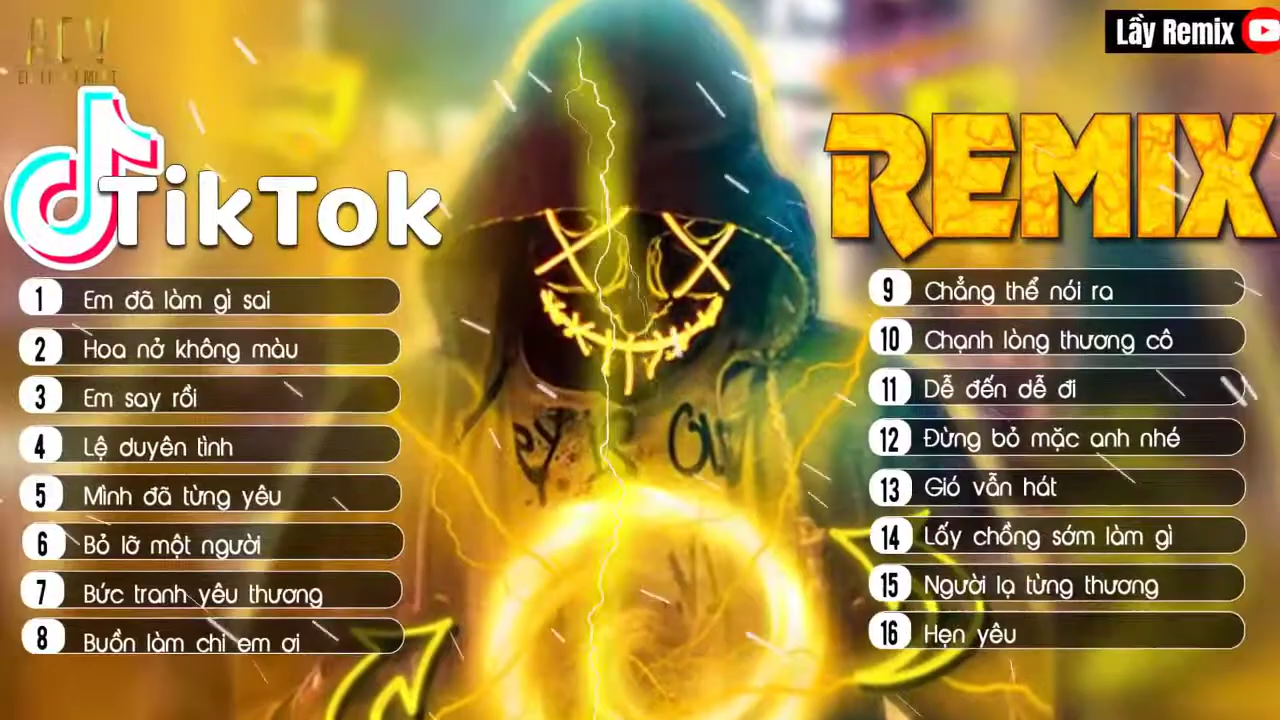 ACV
Lầy Remix
TikTok
REMIX
1 Em đã làm gì sai
2 Hoa nở không màu
3 Em say rồi
4 Lệ duyên tình
5 Mình đã từng yêu
6 Bỏ lỡ một người
7 Bức tranh yêu thương
8 Buồn làm chi em ơi
9 Chẳng thể nói ra
10 Chạnh lòng thương cô
11 Dễ đến dễ đi
12 Đừng bỏ mặc anh nhé
13 Gió vẫn hát
14 Lấy chồng sớm làm gì
15 Người lạ từng thương
16 Hẹn yêu